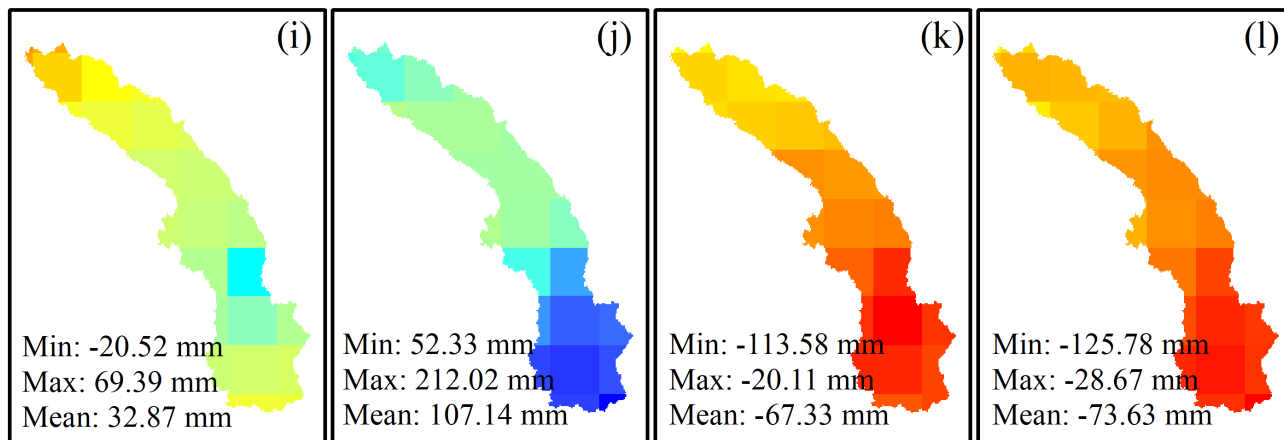 (i)
Min: -20.52 mm
Max: 69.39 mm
Mean: 32.87 mm
(j)
Min: 52.33 mm
Max: 212.02 mm
Mean: 107.14 mm
(k)
Min: -113.58 mm
Max: -20.11 mm
Mean: -67.33 mm
(l)
Min: -125.78 mm
Max: -28.67 mm
Mean: -73.63 mm